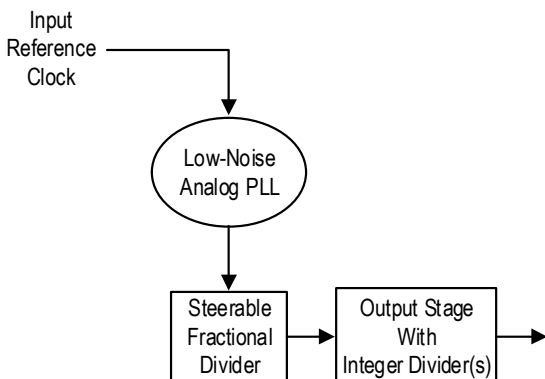 Input
Reference
Clock
Low-Noise
Analog PLL
Steerable
Fractional
Divider
Output Stage
With
Integer Divider(s)